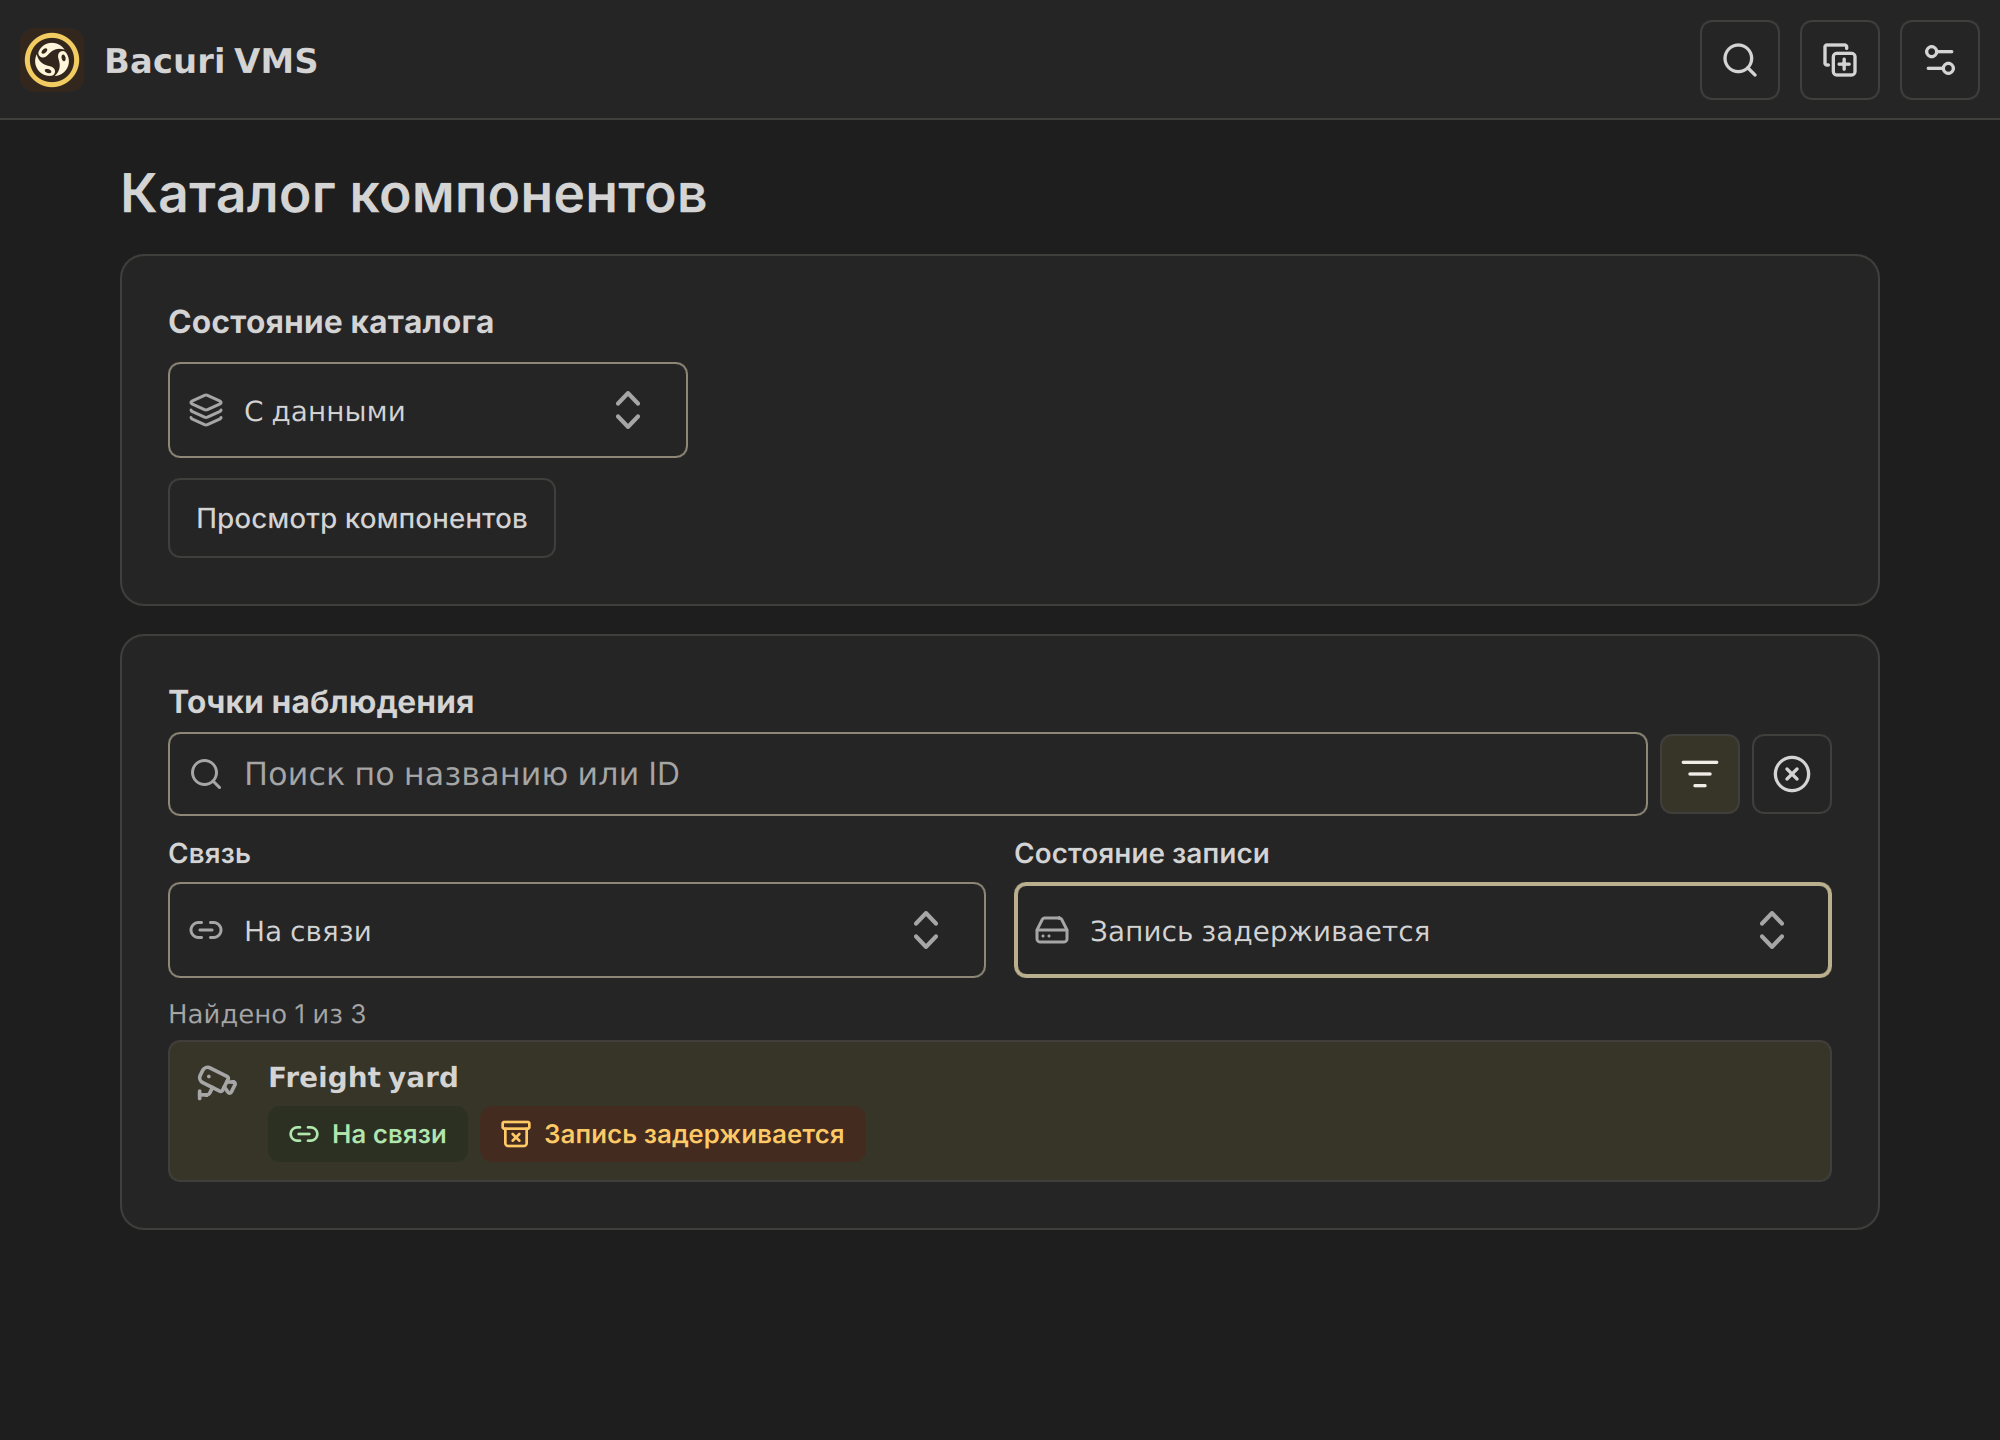 Bacuri VMS
Каталог компонентов
Состояние каталога
С данными
Просмотр компонентов
Точки наблюдения
Поиск по названию или ID
Связь
Состояние записи
На связи
Запись задерживается
Найдено 1 из 3
Freight yard
На связи
Запись задерживается